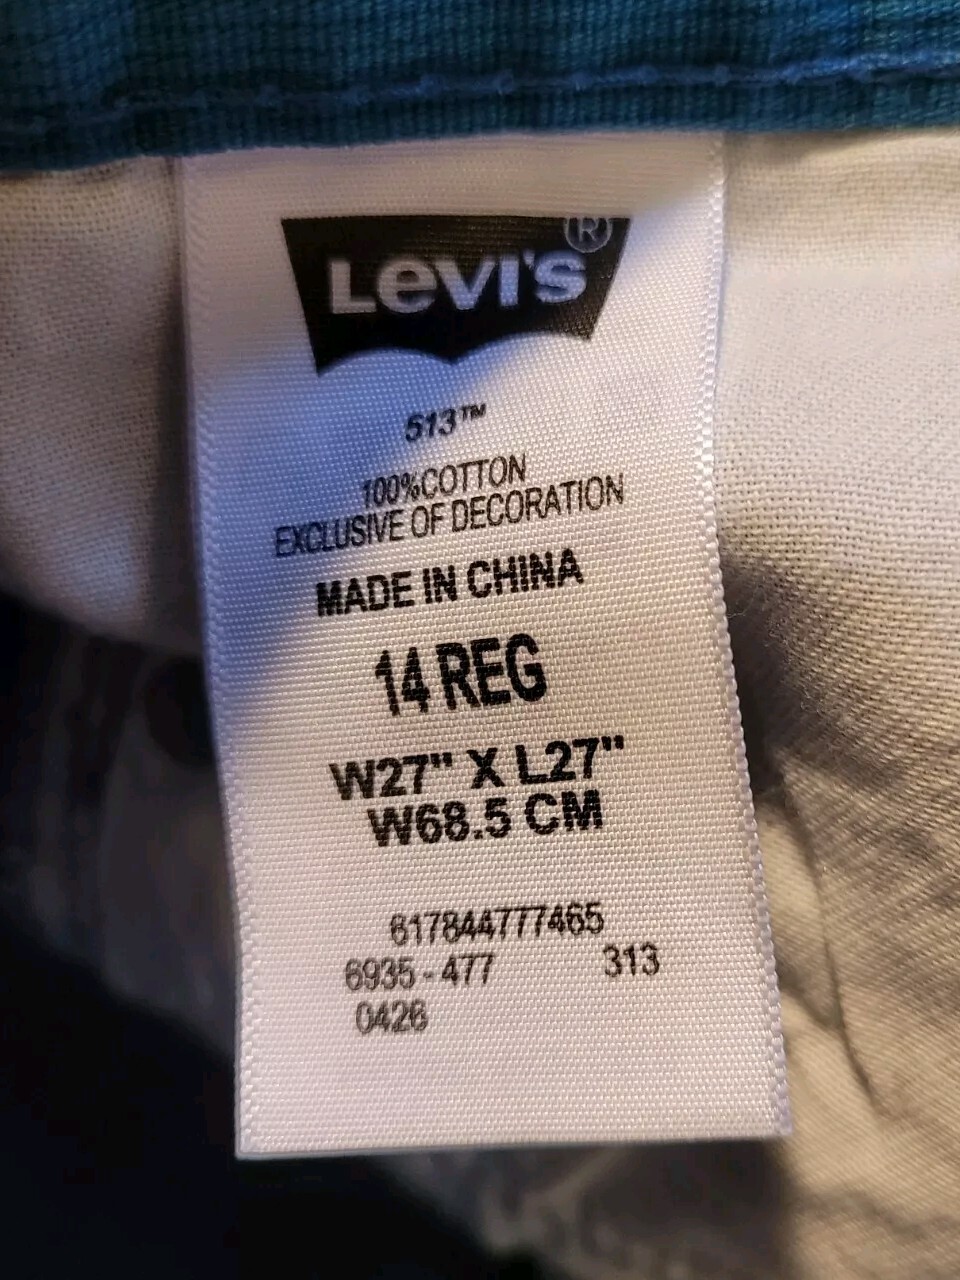 Levi's®
513™
100%COTTON
EXCLUSIVE OF DECORATION
MADE IN CHINA
14 REG
W27" X L27"
W68.5 CM
617844777465
6935-477 313
0426